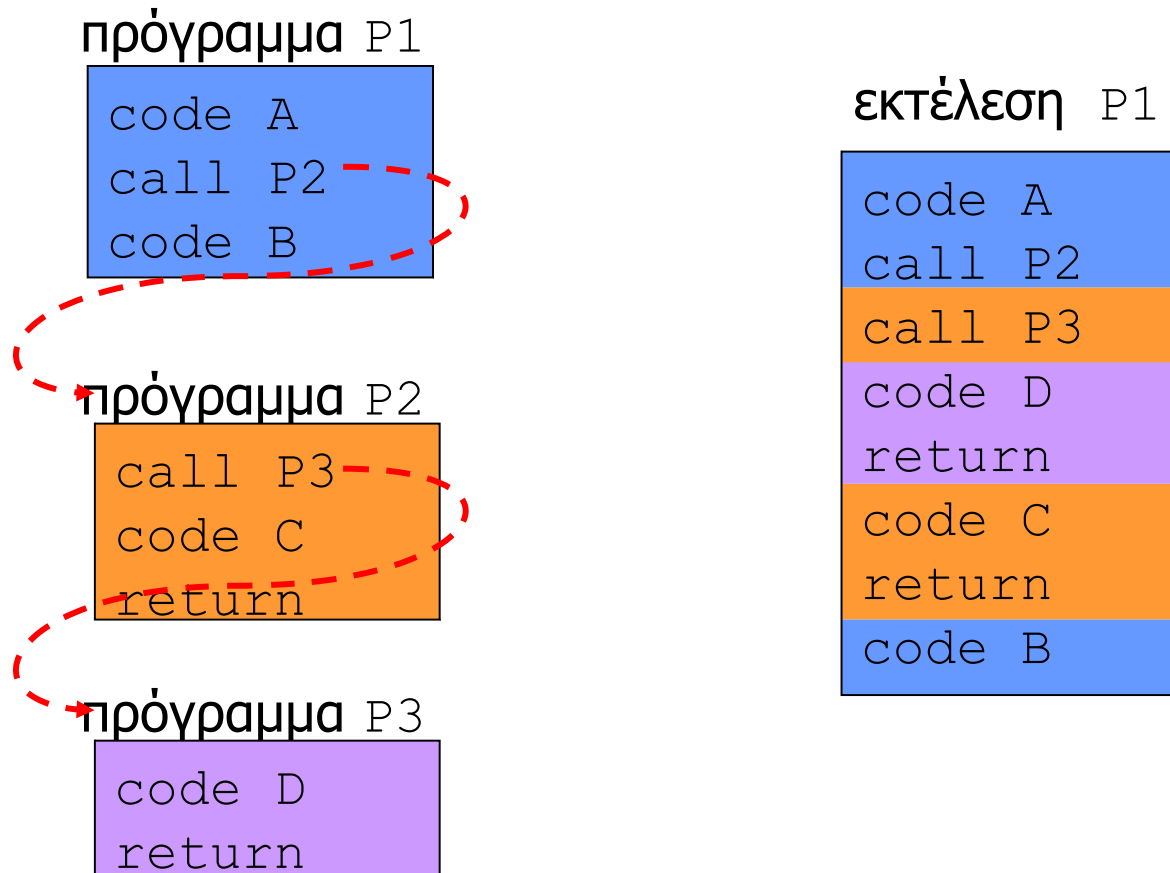 πρόγραμμα P1
code A
call P2
code B
πρόγραμμα P2
call P3
code C
return
πρόγραμμα P3
code D
return
εκτέλεση P1
code A
call P2
call P3
code D
return
code C
return
code B